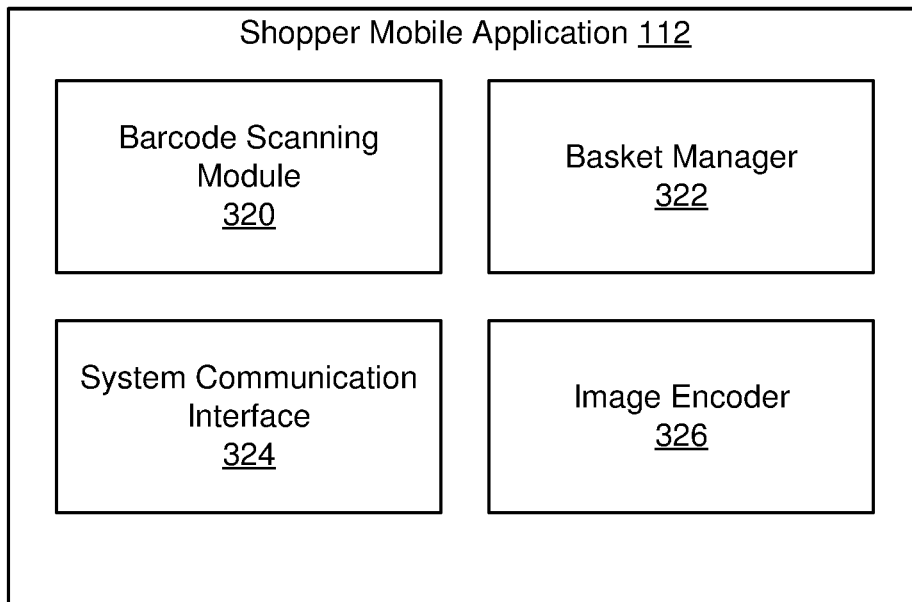 Shopper Mobile Application 112
Barcode Scanning
Module
320
Basket Manager
322
System Communication
Interface
324
Image Encoder
326